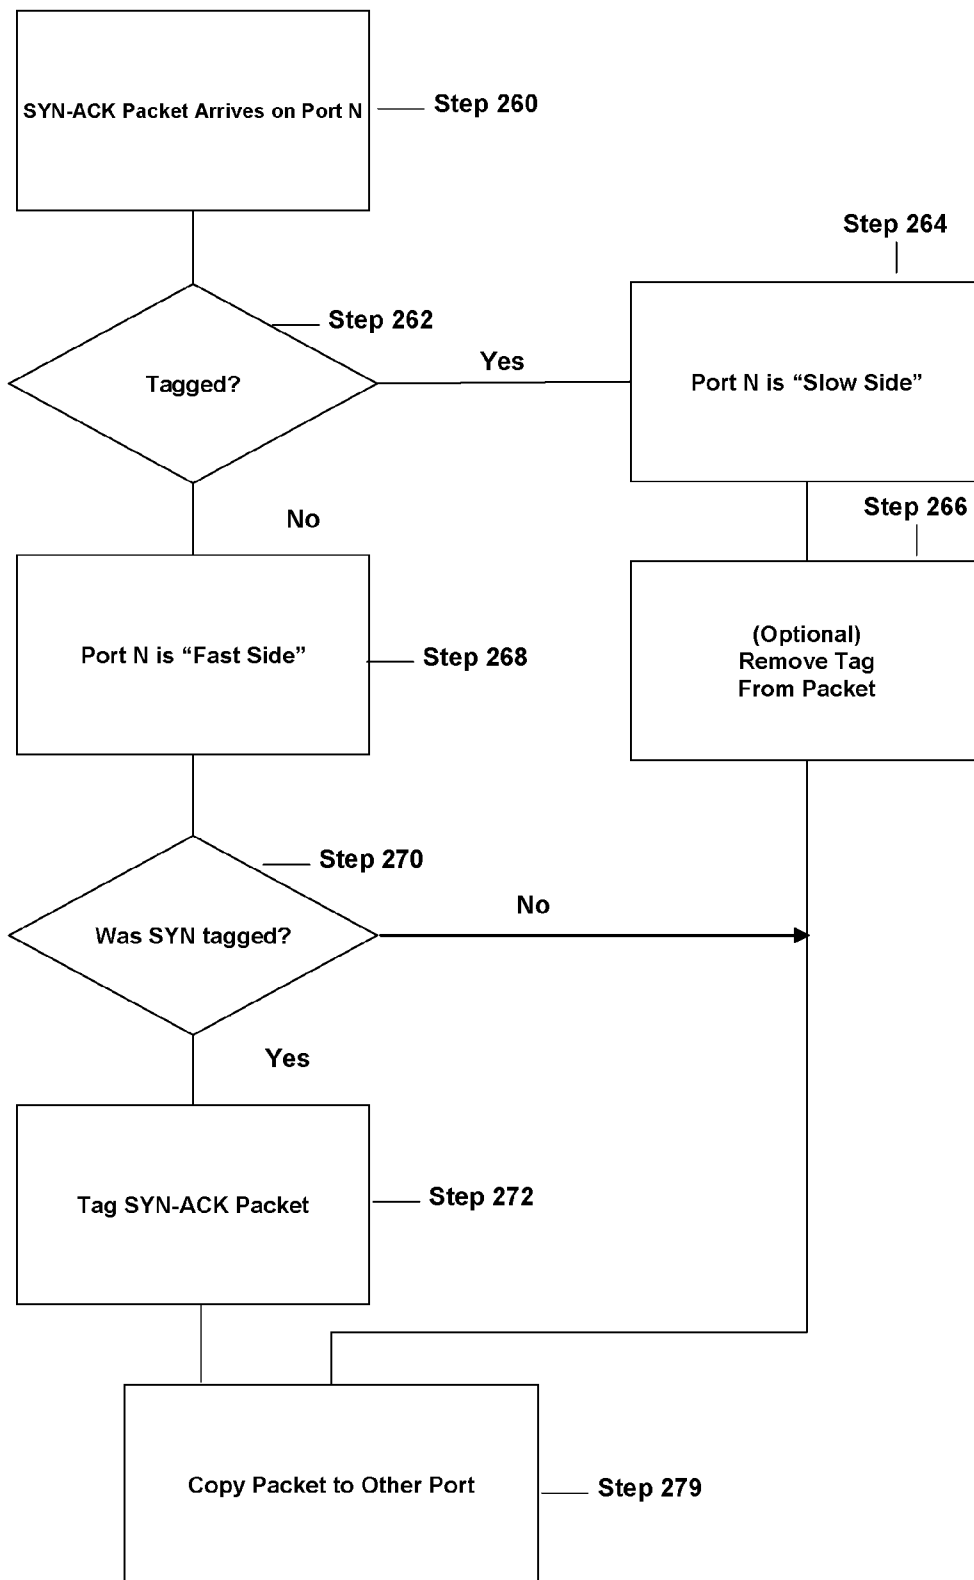 SYN-ACK Packet Arrives on Port N
Step 260
Step 264
Step 262
Tagged?
Yes
Port N is “Slow Side”
No
Step 266
Port N is “Fast Side”
Step 268
(Optional)
Remove Tag
From Packet
Step 270
Was SYN tagged?
No
Yes
Tag SYN-ACK Packet
Step 272
Copy Packet to Other Port
Step 279